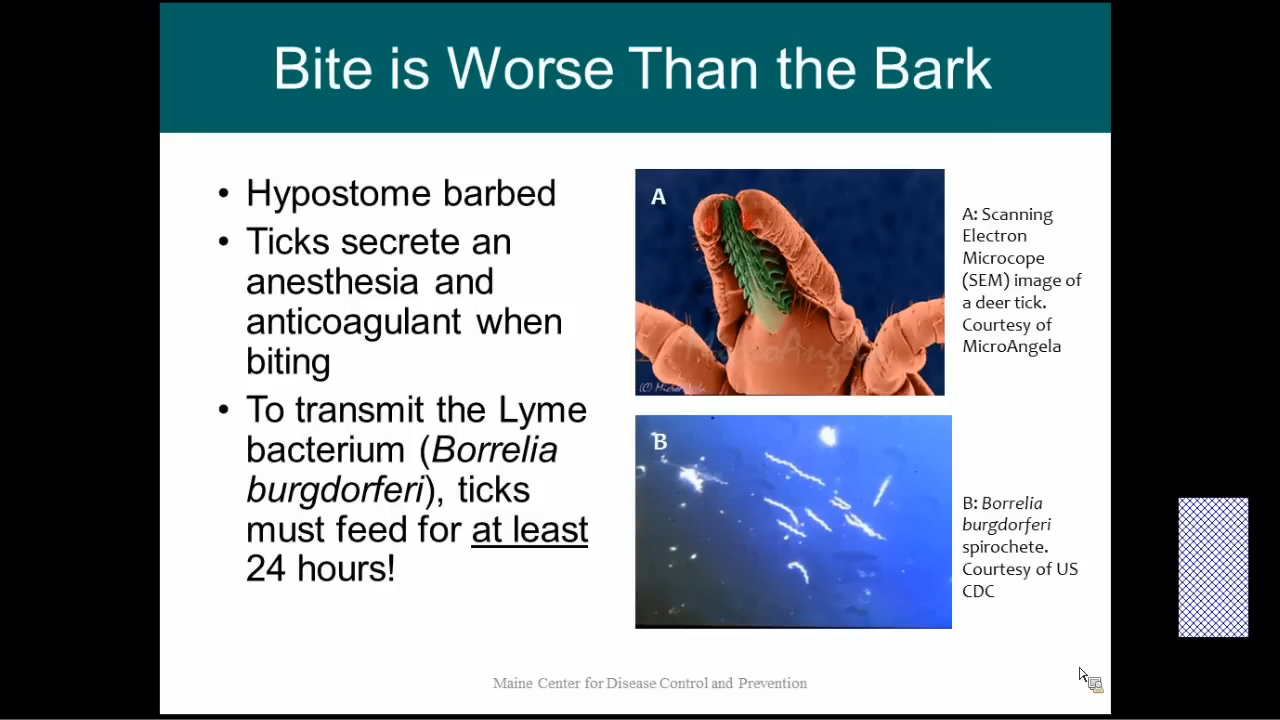 Bite is Worse Than the Bark
• Hypostome barbed
• Ticks secrete an
anesthesia and
anticoagulant when
biting
• To transmit the Lyme
bacterium (Borrelia
burgdorferi), ticks
must feed for at least
24 hours!
A
A: Scanning
Electron
Microcope
(SEM) image of
a deer tick.
Courtesy of
MicroAngela
B
B: Borrelia
burgdorferi
spirochete.
Courtesy of US
CDC
Maine Center for Disease Control and Prevention